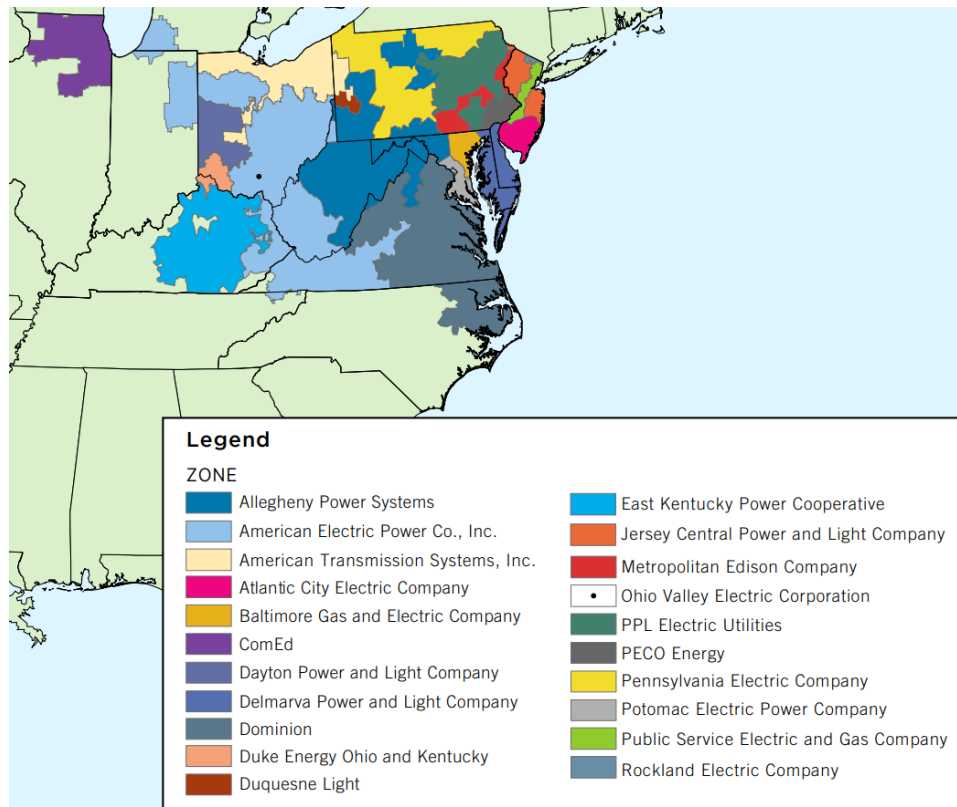 Legend
ZONE
Allegheny Power Systems
American Electric Power Co., Inc.
American Transmission Systems, Inc.
Atlantic City Electric Company
Baltimore Gas and Electric Company
ComEd
Dayton Power and Light Company
Delmarva Power and Light Company
Dominion
Duke Energy Ohio and Kentucky
Duquesne Light
East Kentucky Power Cooperative
Jersey Central Power and Light Company
Metropolitan Edison Company
Ohio Valley Electric Corporation
PPL Electric Utilities
PECO Energy
Pennsylvania Electric Company
Potomac Electric Power Company
Public Service Electric and Gas Company
Rockland Electric Company